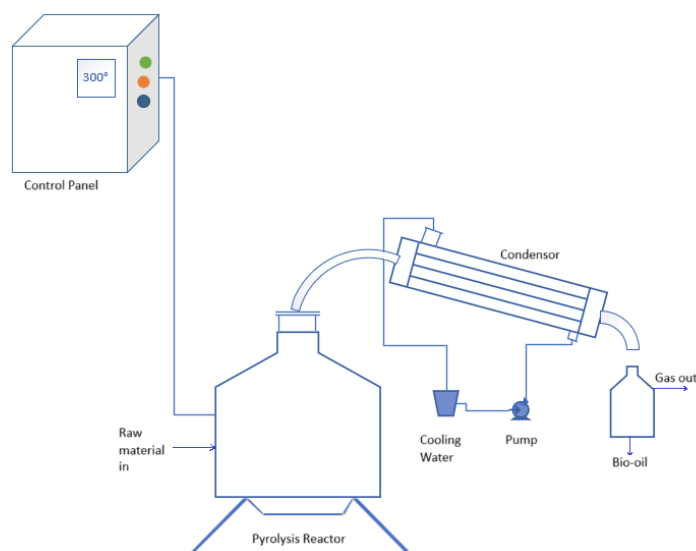 300°
Control Panel
Condensor
Gas out
Raw
material
in
Cooling
Water
Pump
Bio-oil
Pyrolysis Reactor